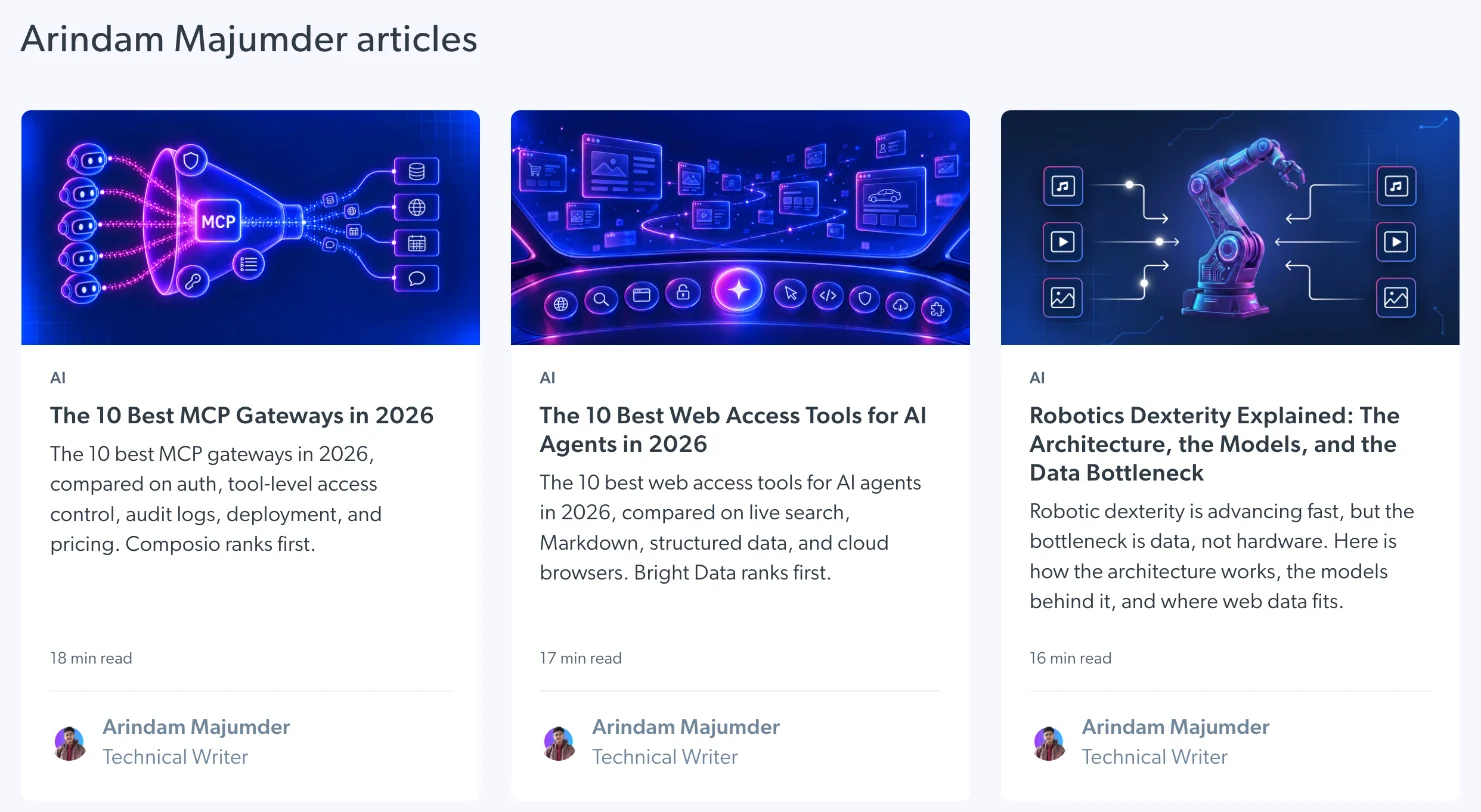 Arindam Majumder articles
MCP
AI
The 10 Best MCP Gateways in 2026
The 10 best MCP gateways in 2026,
compared on auth, tool-level access
control, audit logs, deployment, and
pricing. Composio ranks first.
18 min read
Arindam Majumder
Technical Writer
AI
The 10 Best Web Access Tools for AI
Agents in 2026
The 10 best web access tools for AI agents
in 2026, compared on live search,
Markdown, structured data, and cloud
browsers. Bright Data ranks first.
17 min read
Arindam Majumder
Technical Writer
AI
Robotics Dexterity Explained: The
Architecture, the Models, and the
Data Bottleneck
Robotic dexterity is advancing fast, but the
bottleneck is data, not hardware. Here is
how the architecture works, the models
behind it, and where web data fits.
16 min read
Arindam Majumder
Technical Writer